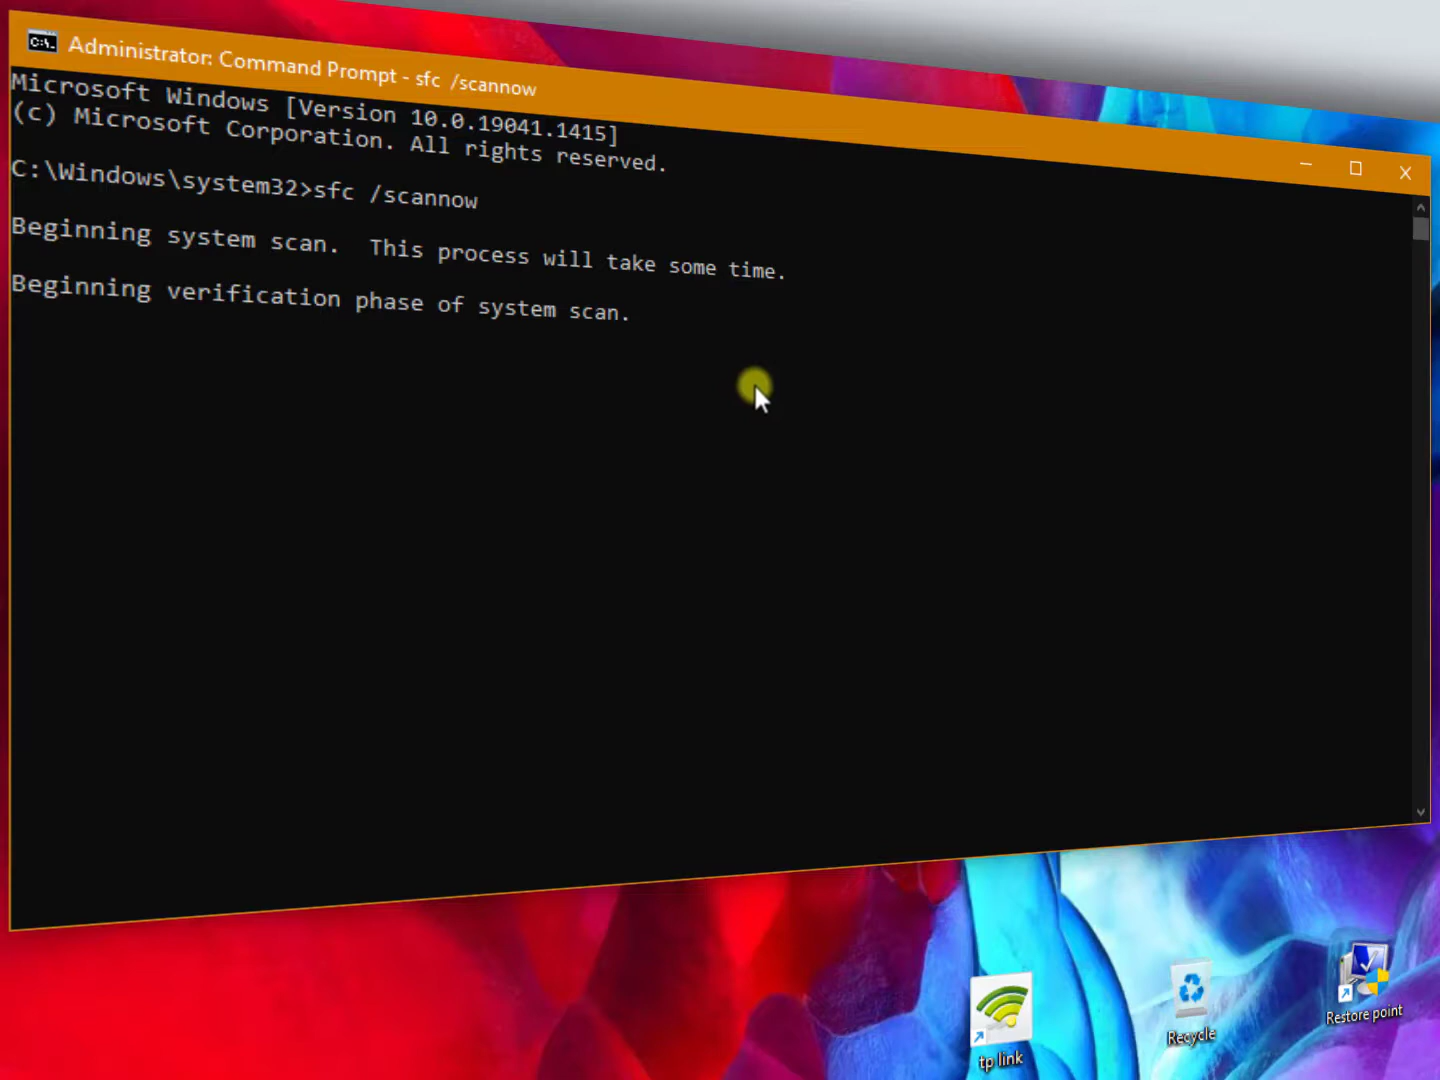 Administrator: Command Prompt - sfc /scannow
Microsoft Windows [Version 10.0.19041.1415]
(c) Microsoft Corporation. All rights reserved.
C:\Windows\system32>sfc /scannow
Beginning system scan.  This process will take some time.
Beginning verification phase of system scan.
tp link
Recycle
Restore point